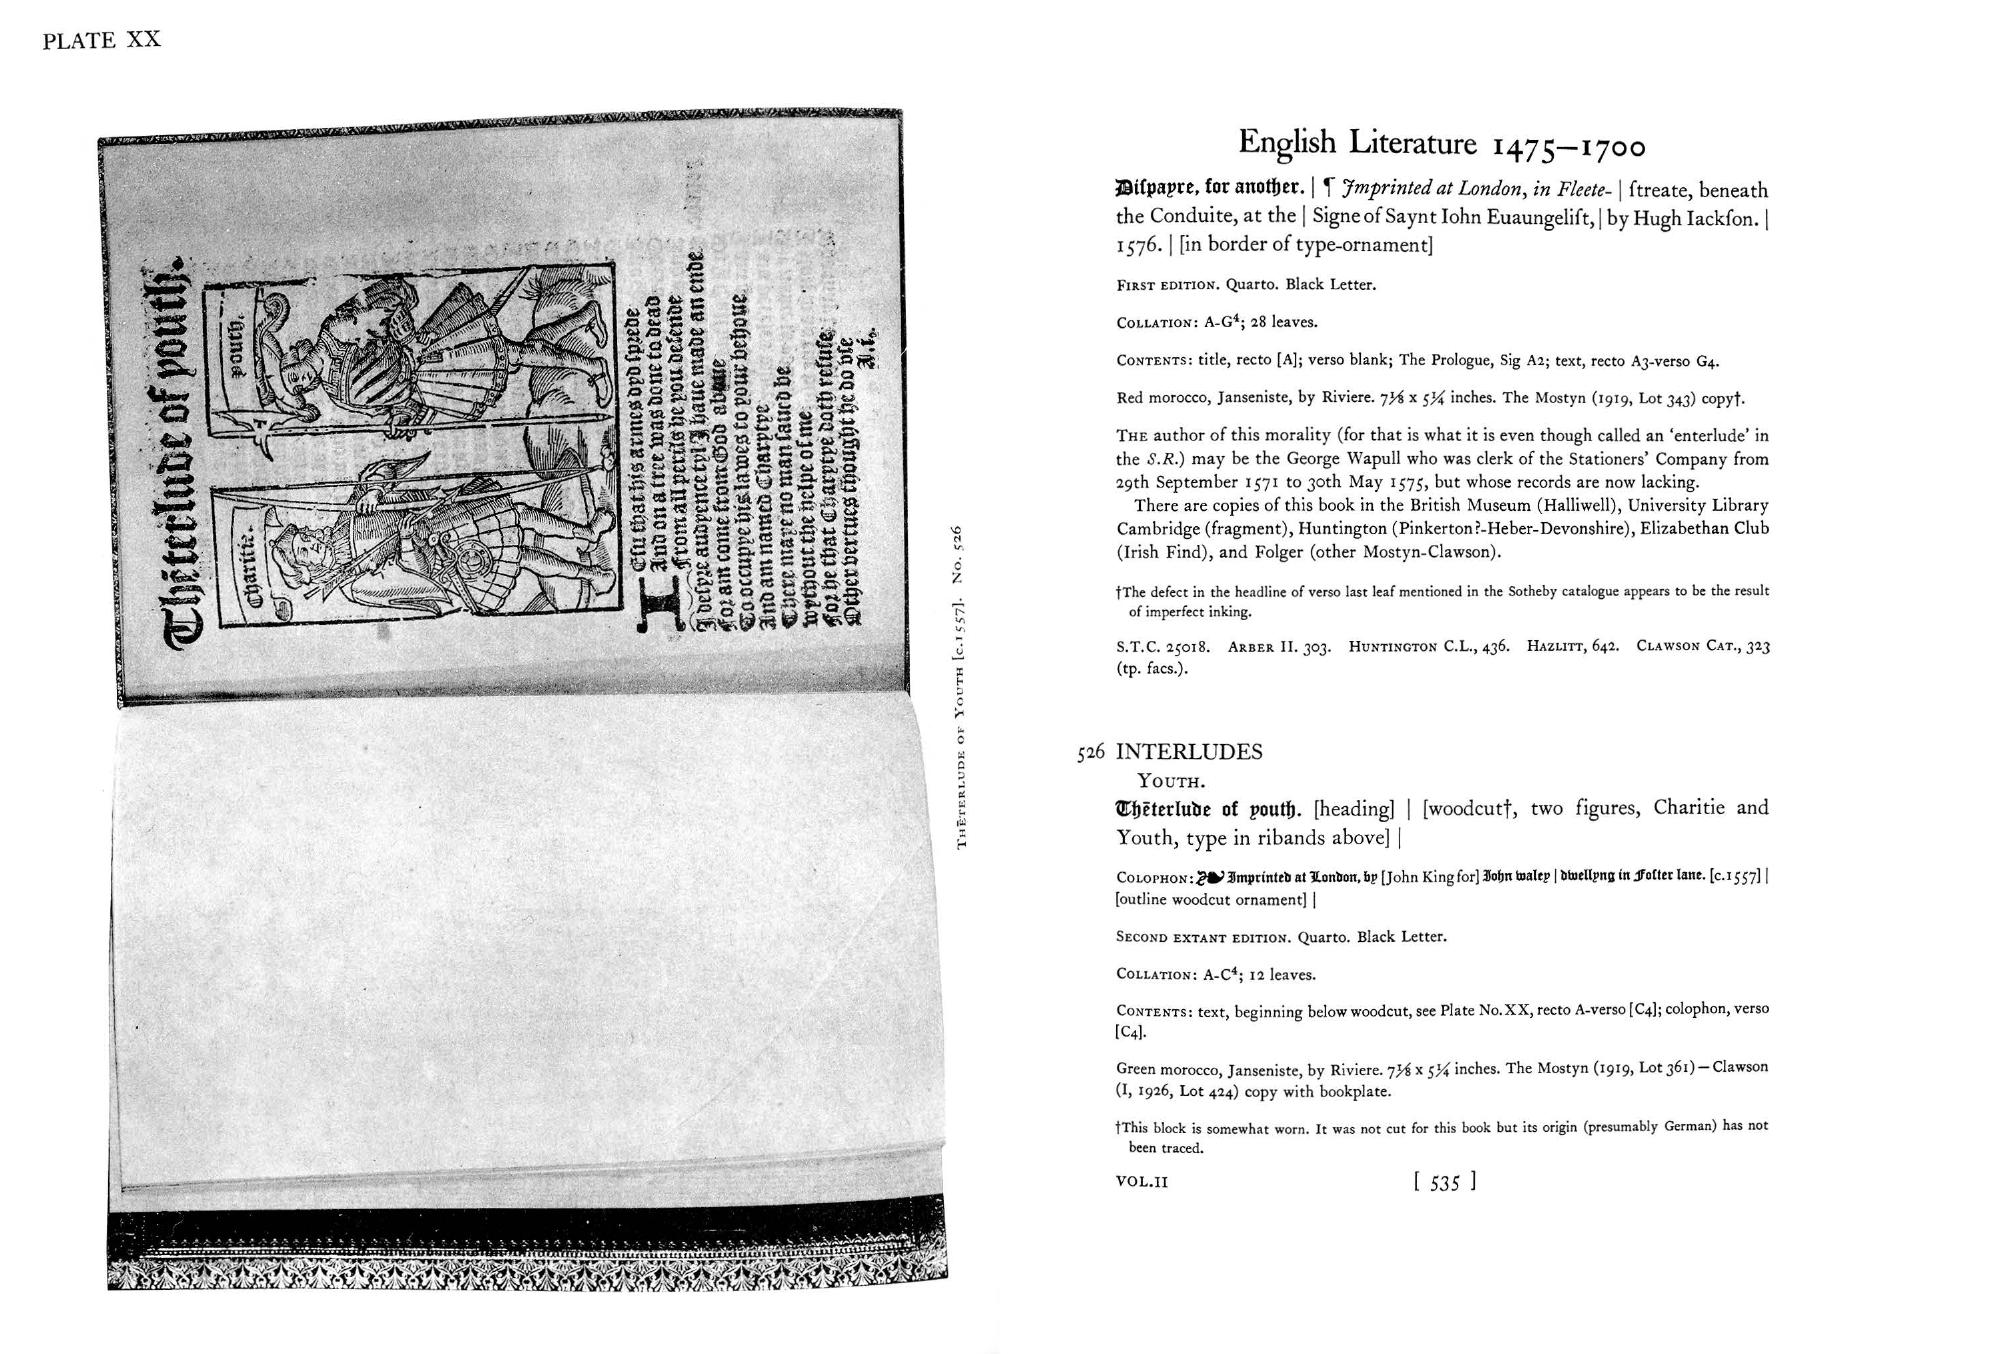 PLATE XX
Thēterlude of youth.
Charitie.
Youth.
IEsu that his armes dyd sprede
And on a tree was done to dead
From all perils he you defende
I desyre audyence tyl I haue made an ende
For am come from God aboue
To occupye his lawes to your behoue
And am named Charytye
There maye no man saued be
wythout the helpe of me
For he that Charytye doth refuse
Other vertues thought he do vse
A.i.
THĒTERLUDE OF YOUTH [c.1557]. No. 526
English Literature 1475—1700
Diſpayre, for another. | ¶ Imprinted at London, in Fleete- | ſtreate, beneath
the Conduite, at the | Signe of Saynt Iohn Euaungeliſt, | by Hugh Iackſon. |
1576. | [in border of type-ornament]
FIRST EDITION. Quarto. Black Letter.
COLLATION: A-G⁴; 28 leaves.
CONTENTS: title, recto [A]; verso blank; The Prologue, Sig A2; text, recto A3-verso G4.
Red morocco, Janseniste, by Riviere. 7⅛ x 5¼ inches. The Mostyn (1919, Lot 343) copy†.
THE author of this morality (for that is what it is even though called an ‘enterlude’ in
the S.R.) may be the George Wapull who was clerk of the Stationers’ Company from
29th September 1571 to 30th May 1575, but whose records are now lacking.
There are copies of this book in the British Museum (Halliwell), University Library
Cambridge (fragment), Huntington (Pinkerton?-Heber-Devonshire), Elizabethan Club
(Irish Find), and Folger (other Mostyn-Clawson).
†The defect in the headline of verso last leaf mentioned in the Sotheby catalogue appears to be the result
of imperfect inking.
S.T.C. 25018. ARBER II. 303. HUNTINGTON C.L., 436. HAZLITT, 642. CLAWSON CAT., 323
(tp. facs.).
526 INTERLUDES
YOUTH.
Thēterlude of youth. [heading] | [woodcut†, two figures, Charitie and
Youth, type in ribands above] |
COLOPHON: Imprinted at London, by [John King for] John waley | dwellyng in Foſter lane. [c.1557] |
[outline woodcut ornament] |
SECOND EXTANT EDITION. Quarto. Black Letter.
COLLATION: A-C⁴; 12 leaves.
CONTENTS: text, beginning below woodcut, see Plate No. XX, recto A-verso [C4]; colophon, verso
[C4].
Green morocco, Janseniste, by Riviere. 7⅛ x 5¼ inches. The Mostyn (1919, Lot 361)—Clawson
(I, 1926, Lot 424) copy with bookplate.
†This block is somewhat worn. It was not cut for this book but its origin (presumably German) has not
been traced.
VOL.II
[ 535 ]